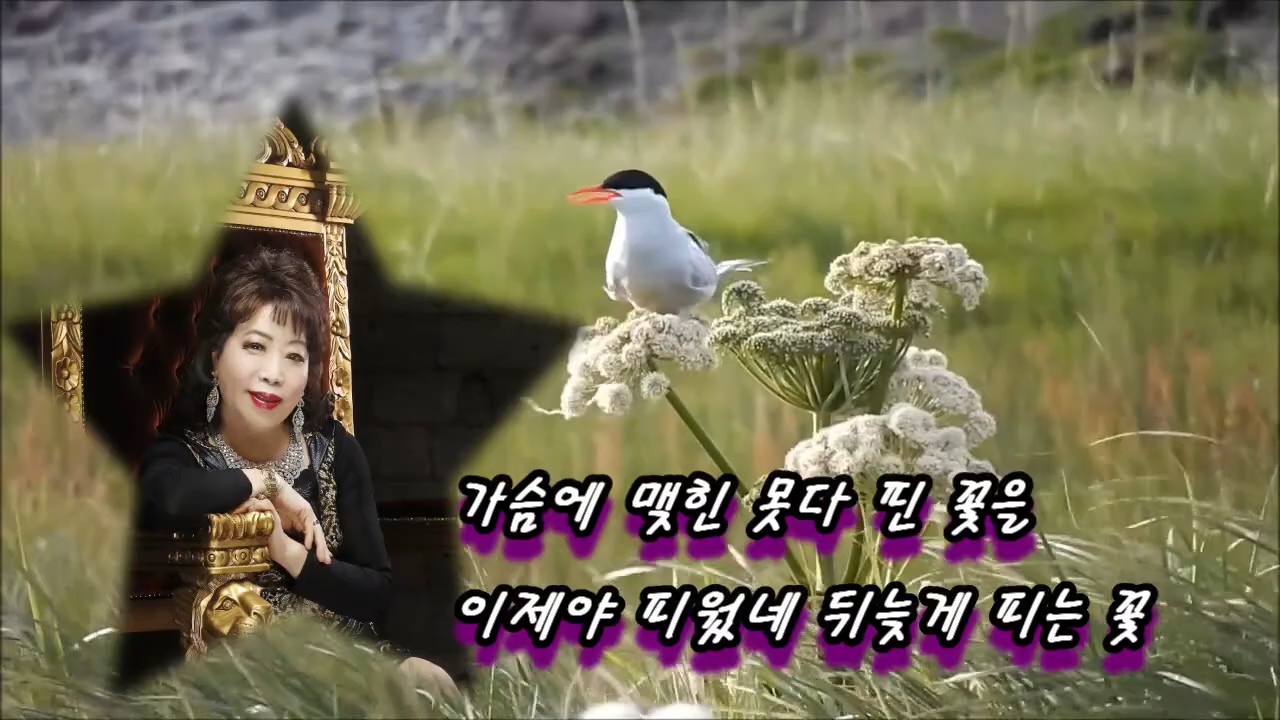 가슴에 맺힌 못다 핀 꽃을
이제야 피웠네 뒤늦게 피는 꽃